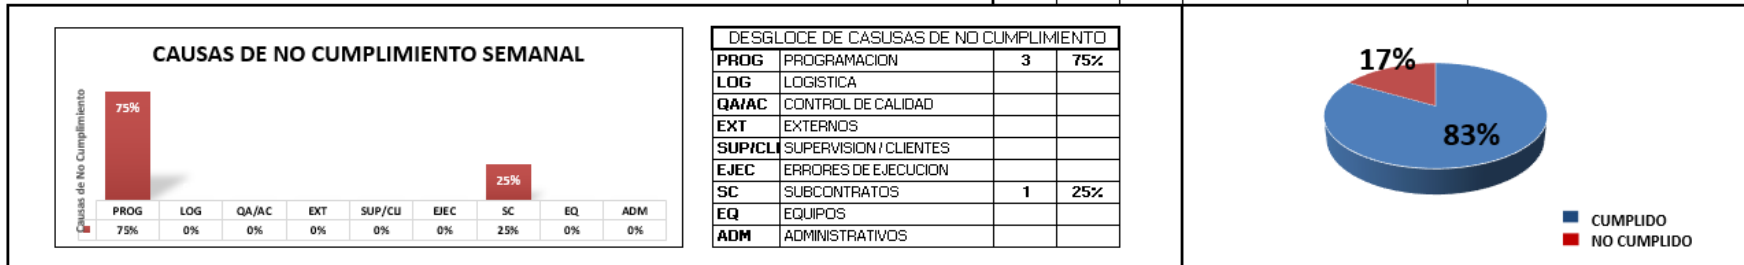 CAUSAS DE NO CUMPLIMIENTO SEMANAL
Causas de No Cumplimiento
75%
25%
PROG LOG QA/AC EXT SUP/CLI EJEC SC EQ ADM
75% 0% 0% 0% 0% 0% 25% 0% 0%
DESGLOCE DE CASUSAS DE NO CUMPLIMIENTO
PROG PROGRAMACION 3 75%
LOG LOGISTICA
QA/AC CONTROL DE CALIDAD
EXT EXTERNOS
SUP/CLI SUPERVISION / CLIENTES
EJEC ERRORES DE EJECUCION
SC SUBCONTRATOS 1 25%
EQ EQUIPOS
ADM ADMINISTRATIVOS
17%
83%
CUMPLIDO
NO CUMPLIDO